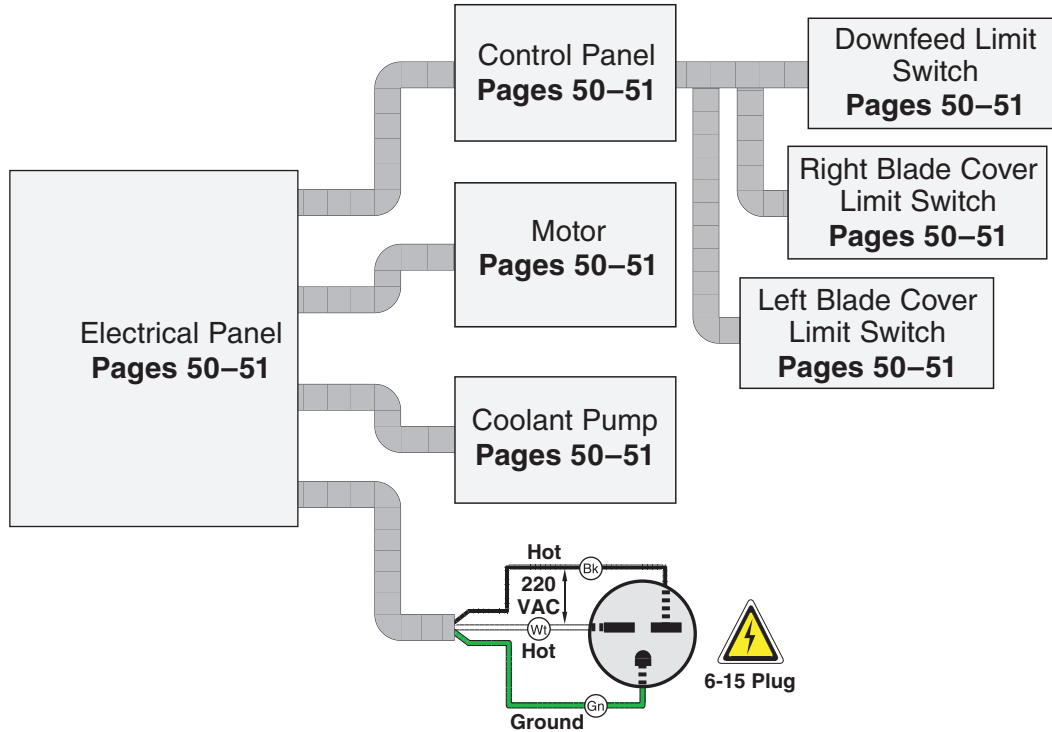 Control Panel
Pages 50–51
Downfeed Limit
Switch
Pages 50–51
Right Blade Cover
Limit Switch
Pages 50–51
Motor
Pages 50–51
Left Blade Cover
Limit Switch
Pages 50–51
Electrical Panel
Pages 50–51
Coolant Pump
Pages 50–51
Hot
Bk
220
VAC
Wt
Hot
Gn
Ground
6-15 Plug